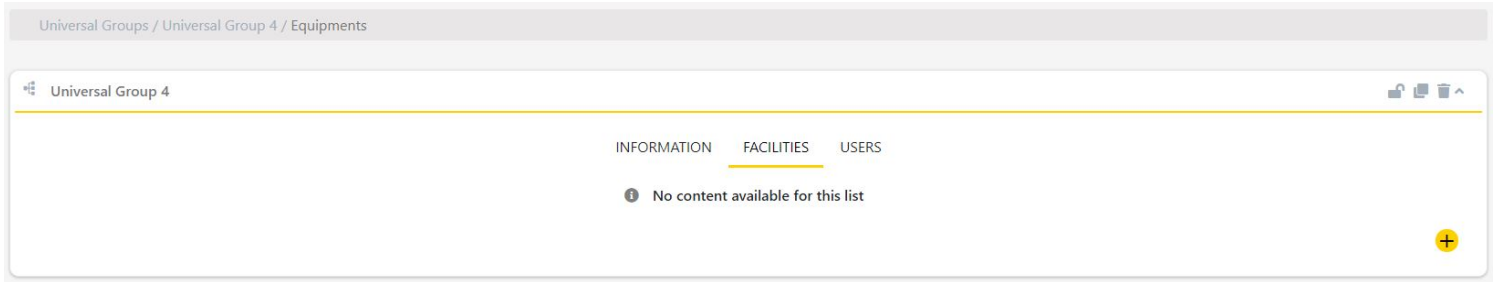 Universal Groups / Universal Group 4 / Equipments
Universal Group 4
INFORMATION FACILITIES USERS
No content available for this list